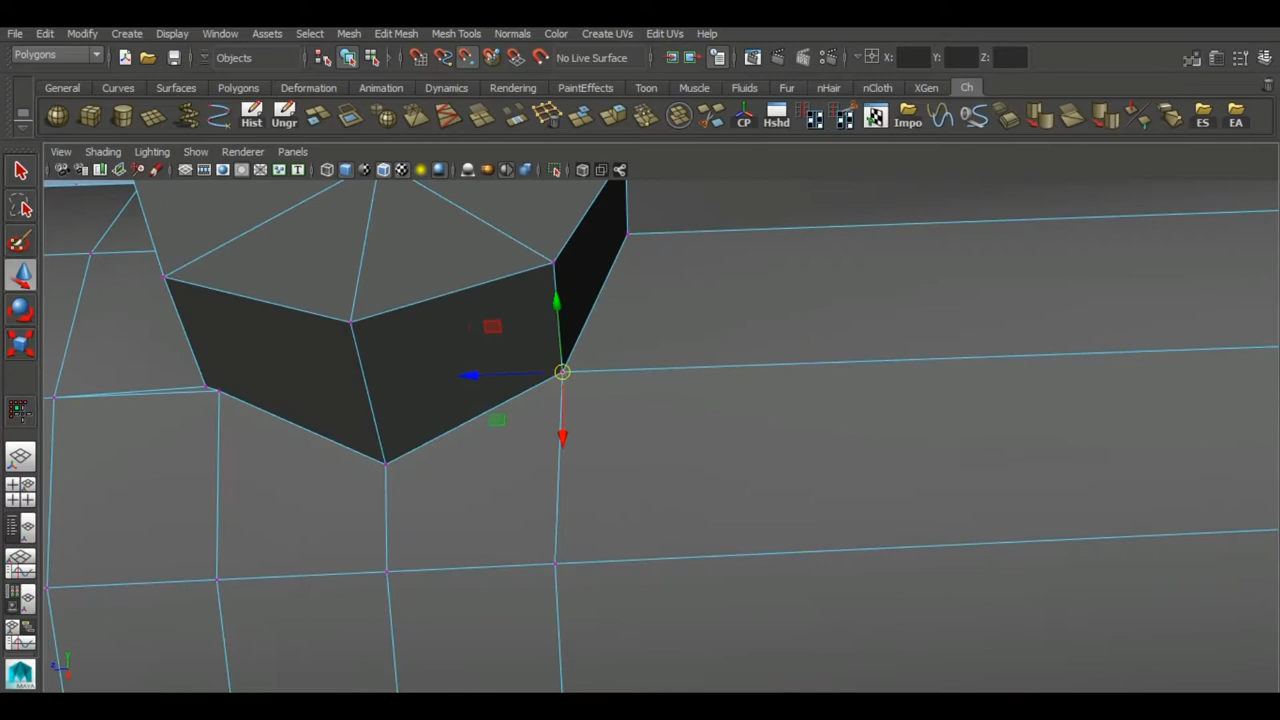 File Edit Modify Create Display Window Assets Select Mesh Edit Mesh Mesh Tools Normals Color Create UVs Edit UVs Help
Polygons Objects No Live Surface X: Y: Z:
General Curves Surfaces Polygons Deformation Animation Dynamics Rendering PaintEffects Toon Muscle Fluids Fur nHair nCloth XGen Ch
Hist Ungr CP Hshd Impo ES EA
View Shading Lighting Show Renderer Panels
y
z
MAYA